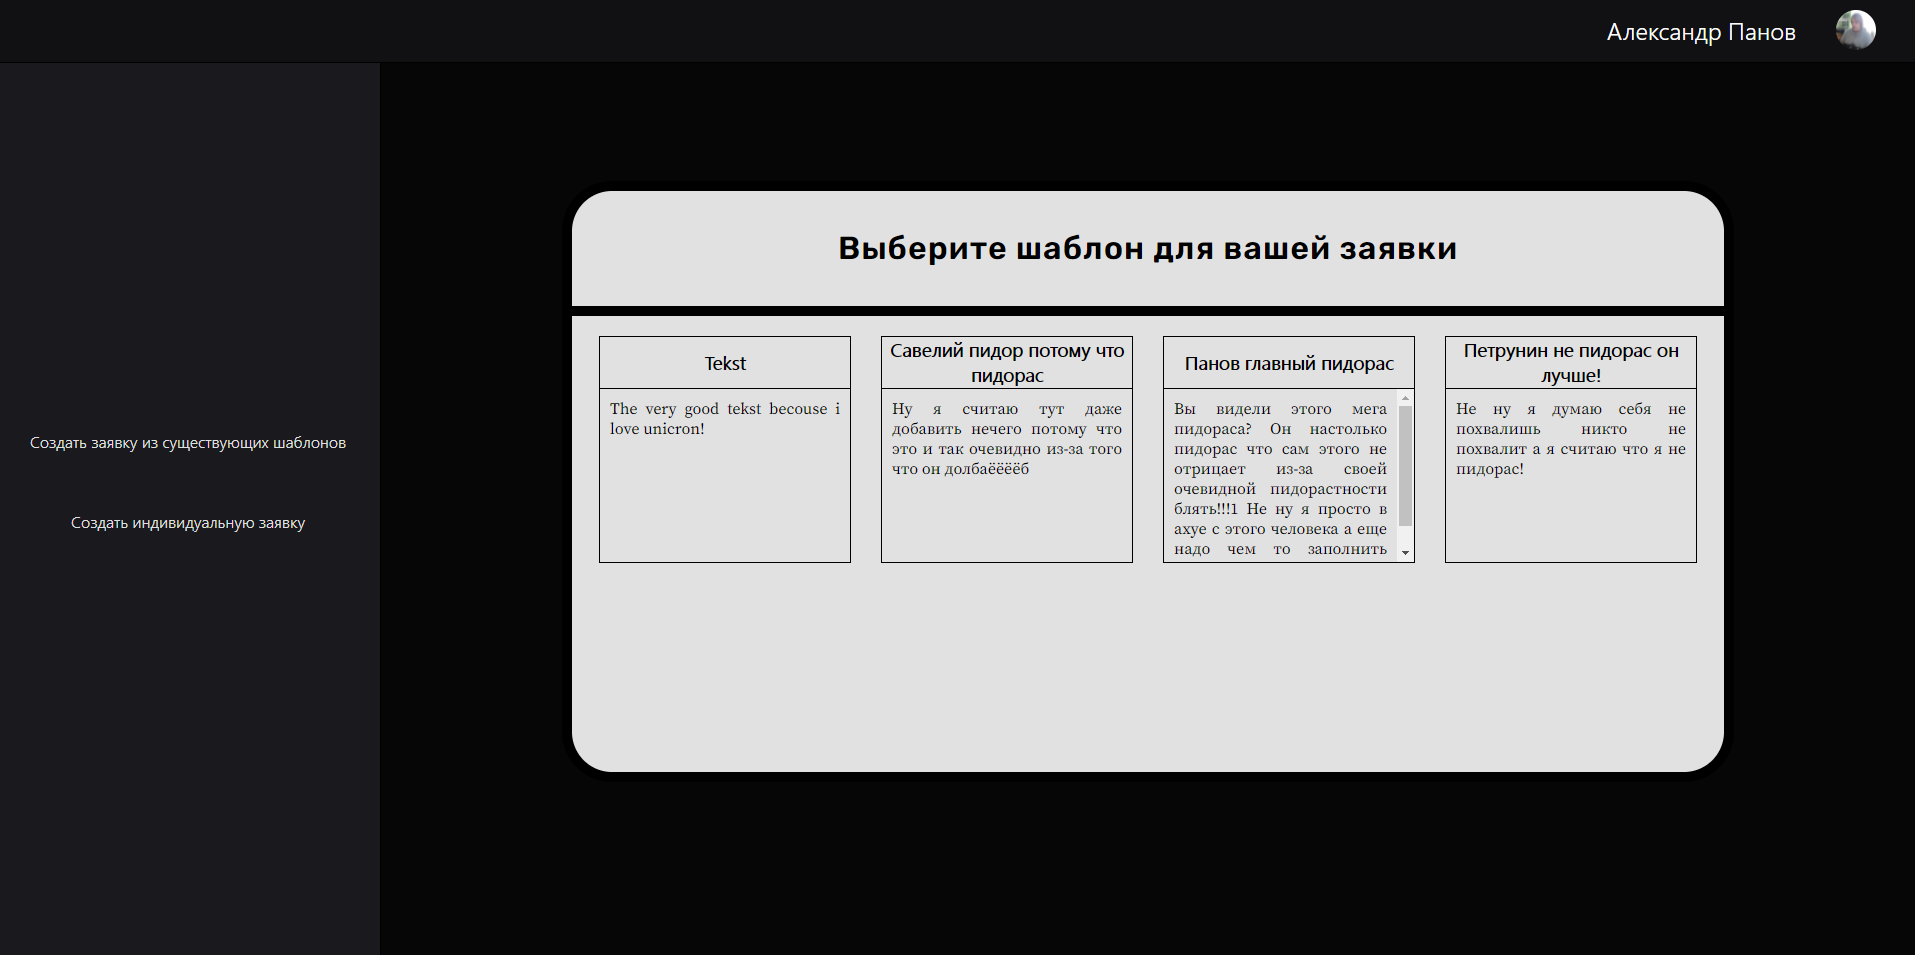 Александр Панов
Создать заявку из существующих шаблонов
Создать индивидуальную заявку
Выберите шаблон для вашей заявки
Tekst
The very good tekst becouse i
love unicron!
Савелий пидор потому что
пидорас
Ну я считаю тут даже
добавить нечего потому что
это и так очевидно из-за того
что он долбаёёёёб
Панов главный пидорас
Вы видели этого мега
пидораса? Он настолько
пидорас что сам этого не
отрицает из-за своей
очевидной пидорастности
блять!!!1 Не ну я просто в
ахуе с этого человека а еще
надо чем то заполнить
Петрунин не пидорас он
лучше!
Не ну я думаю себя не
похвалишь никто не
похвалит а я считаю что я не
пидорас!